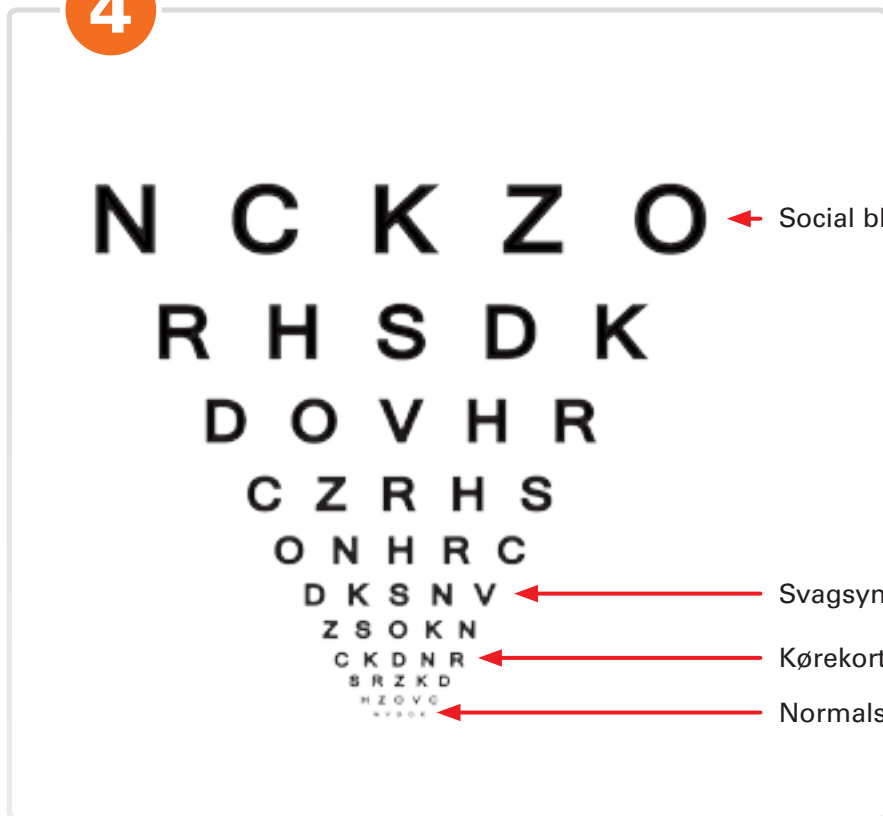 4
N C K Z O Social bl
R H S D K
D O V H R
C Z R H S
O N H R C
D K S N V Svagsyn
Z S O K N
C K D N R Kørekort
S R Z K D
H Z O V C
Normals